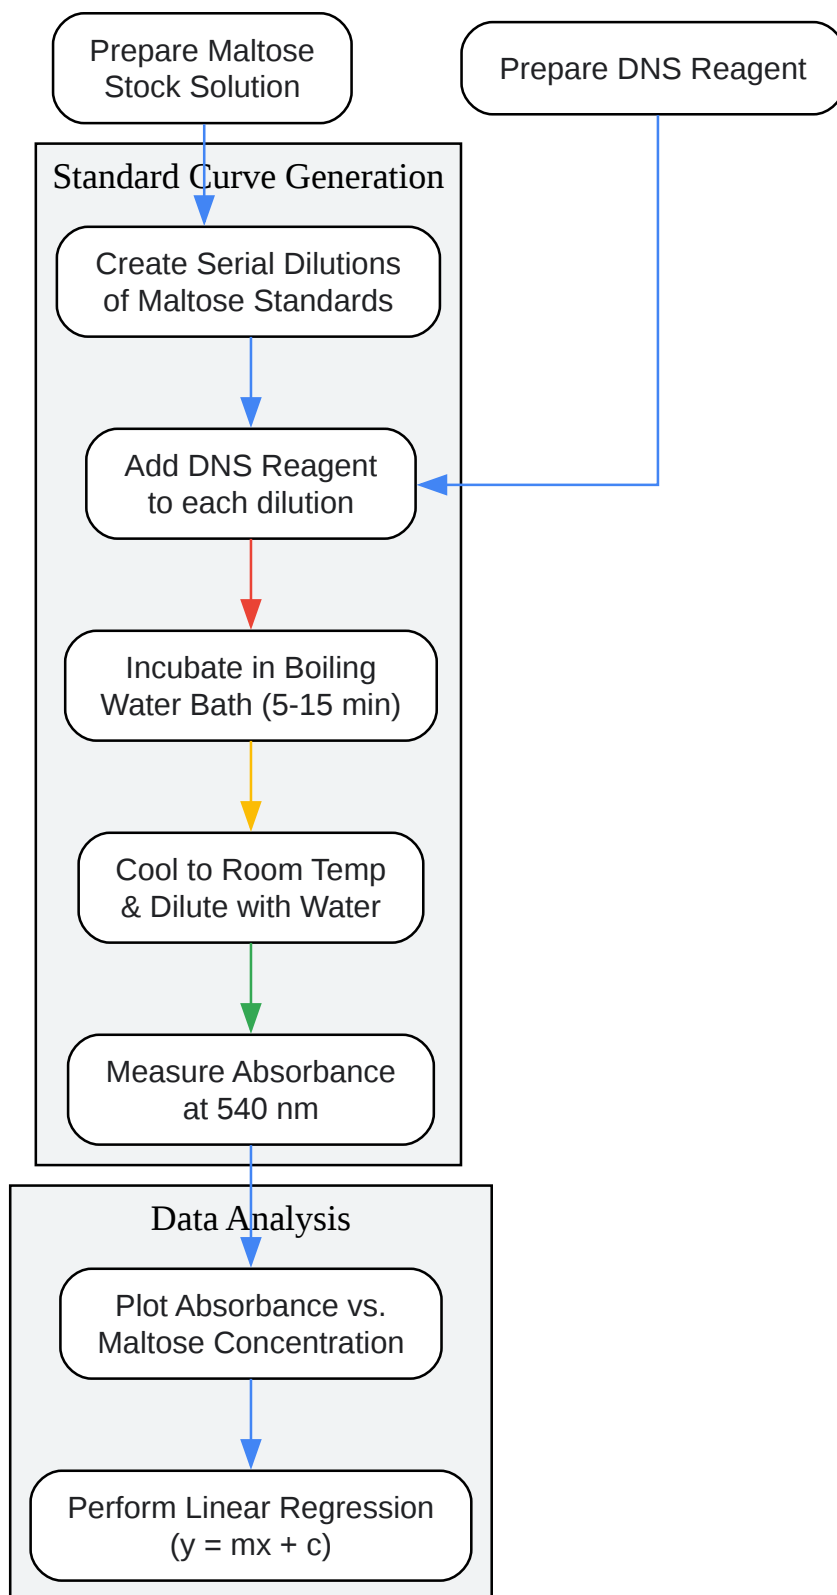 Prepare Maltose
Stock Solution
Prepare DNS Reagent
Standard Curve Generation
Create Serial Dilutions
of Maltose Standards
Add DNS Reagent
to each dilution
Incubate in Boiling
Water Bath (5-15 min)
Cool to Room Temp
& Dilute with Water
Measure Absorbance
at 540 nm
Data Analysis
Plot Absorbance vs.
Maltose Concentration
Perform Linear Regression
(y = mx + c)